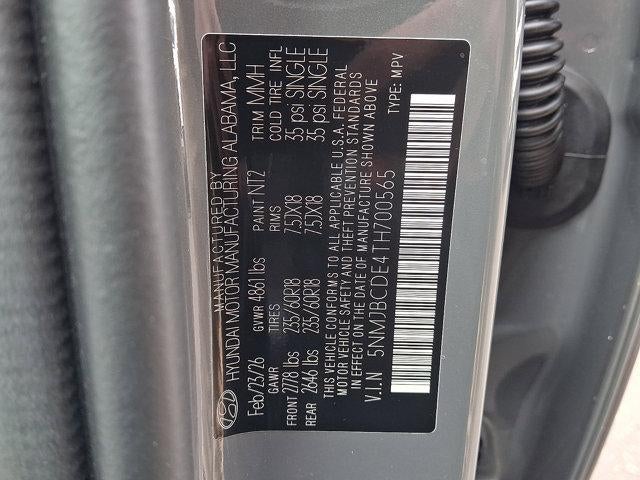 MANUFACTURED BY
HYUNDAI MOTOR MANUFACTURING ALABAMA, LLC
Feb/23/26 GVWR 4861 lbs PAINT NT2 TRIM MMH
GAWR TIRES RIMS COLD TIRE INFL
FRONT 2778 lbs 235/60R18 7.5JX18 35 psi SINGLE
REAR 2646 lbs 235/60R18 7.5JX18 35 psi SINGLE
THIS VEHICLE CONFORMS TO ALL APPLICABLE U.S.A. FEDERAL
MOTOR VEHICLE SAFETY AND THEFT PREVENTION STANDARDS
IN EFFECT ON THE DATE OF MANUFACTURE SHOWN ABOVE
V.I.N 5NMJBCDE4TH700565 TYPE: MPV